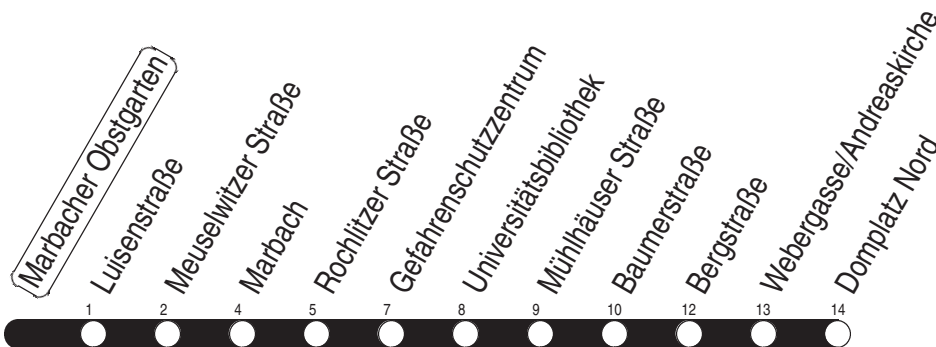 Marbacher Obstgarten
Luisenstraße
Meuselwitzer Straße
Marbach
Rochlitzer Straße
Gefahrenschutzzentrum
Universitätsbibliothek
Mühlhäuser Straße
Baumerstraße
Bergstraße
Webergasse/Andreaskirche
Domplatz Nord
1 2 4 5 7 8 9 10 12 13 14